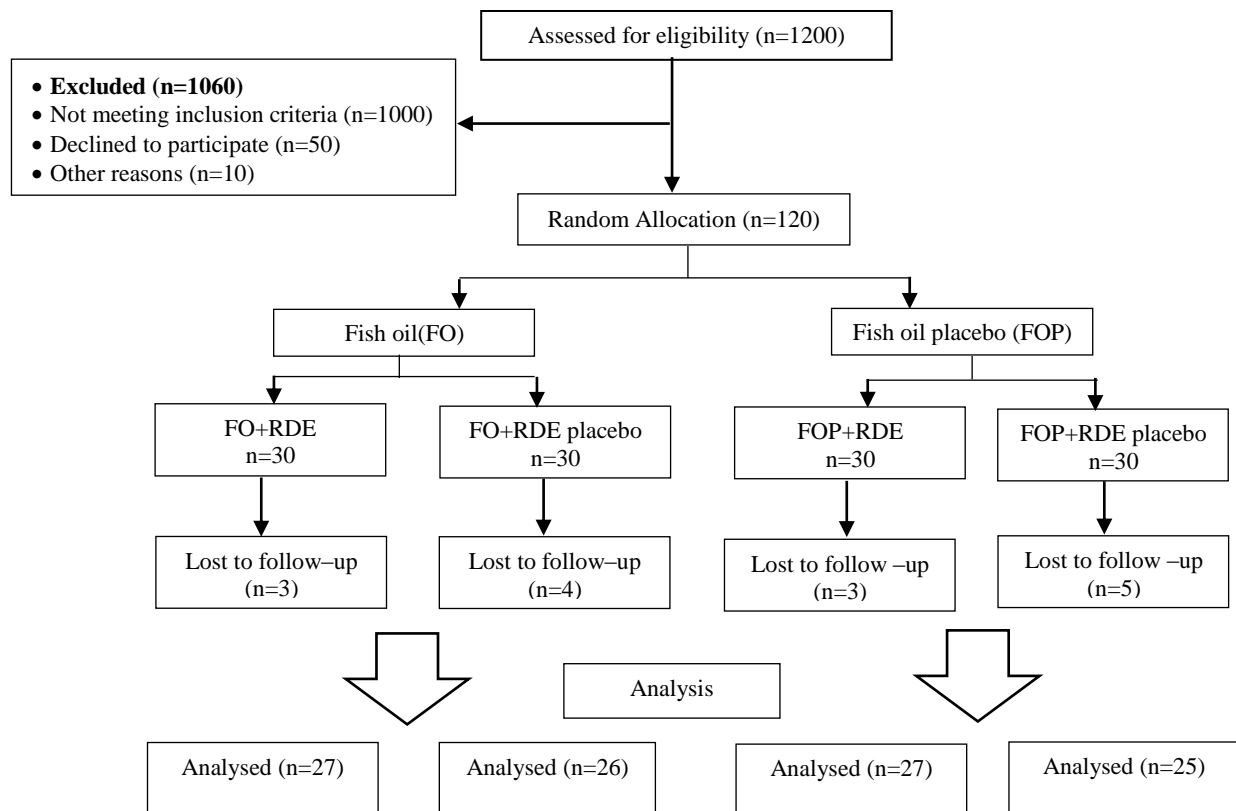 Assessed for eligibility (n=1200)
• Excluded (n=1060)
• Not meeting inclusion criteria (n=1000)
• Declined to participate (n=50)
• Other reasons (n=10)
Random Allocation (n=120)
Fish oil(FO)
Fish oil placebo (FOP)
FO+RDE
n=30
FO+RDE placebo
n=30
FOP+RDE
n=30
FOP+RDE placebo
n=30
Lost to follow–up
(n=3)
Lost to follow–up
(n=4)
Lost to follow –up
(n=3)
Lost to follow –up
(n=5)
Analysis
Analysed (n=27)
Analysed (n=26)
Analysed (n=27)
Analysed (n=25)